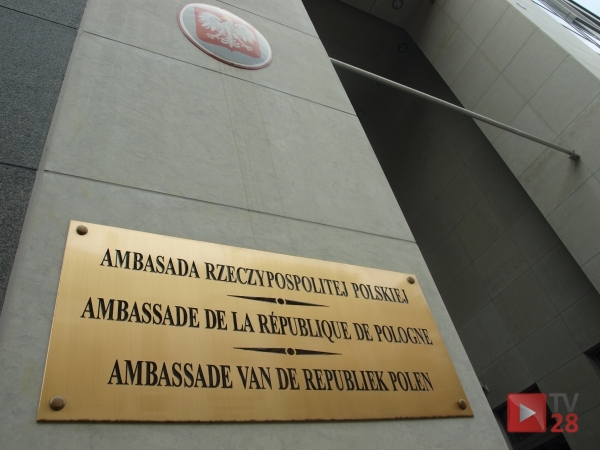 AMBASADA RZECZYPOSPOLITEJ POLSKIEJ
AMBASSADE DE LA RÉPUBLIQUE DE POLOGNE
AMBASSADE VAN DE REPUBLIEK POLEN
TV
28